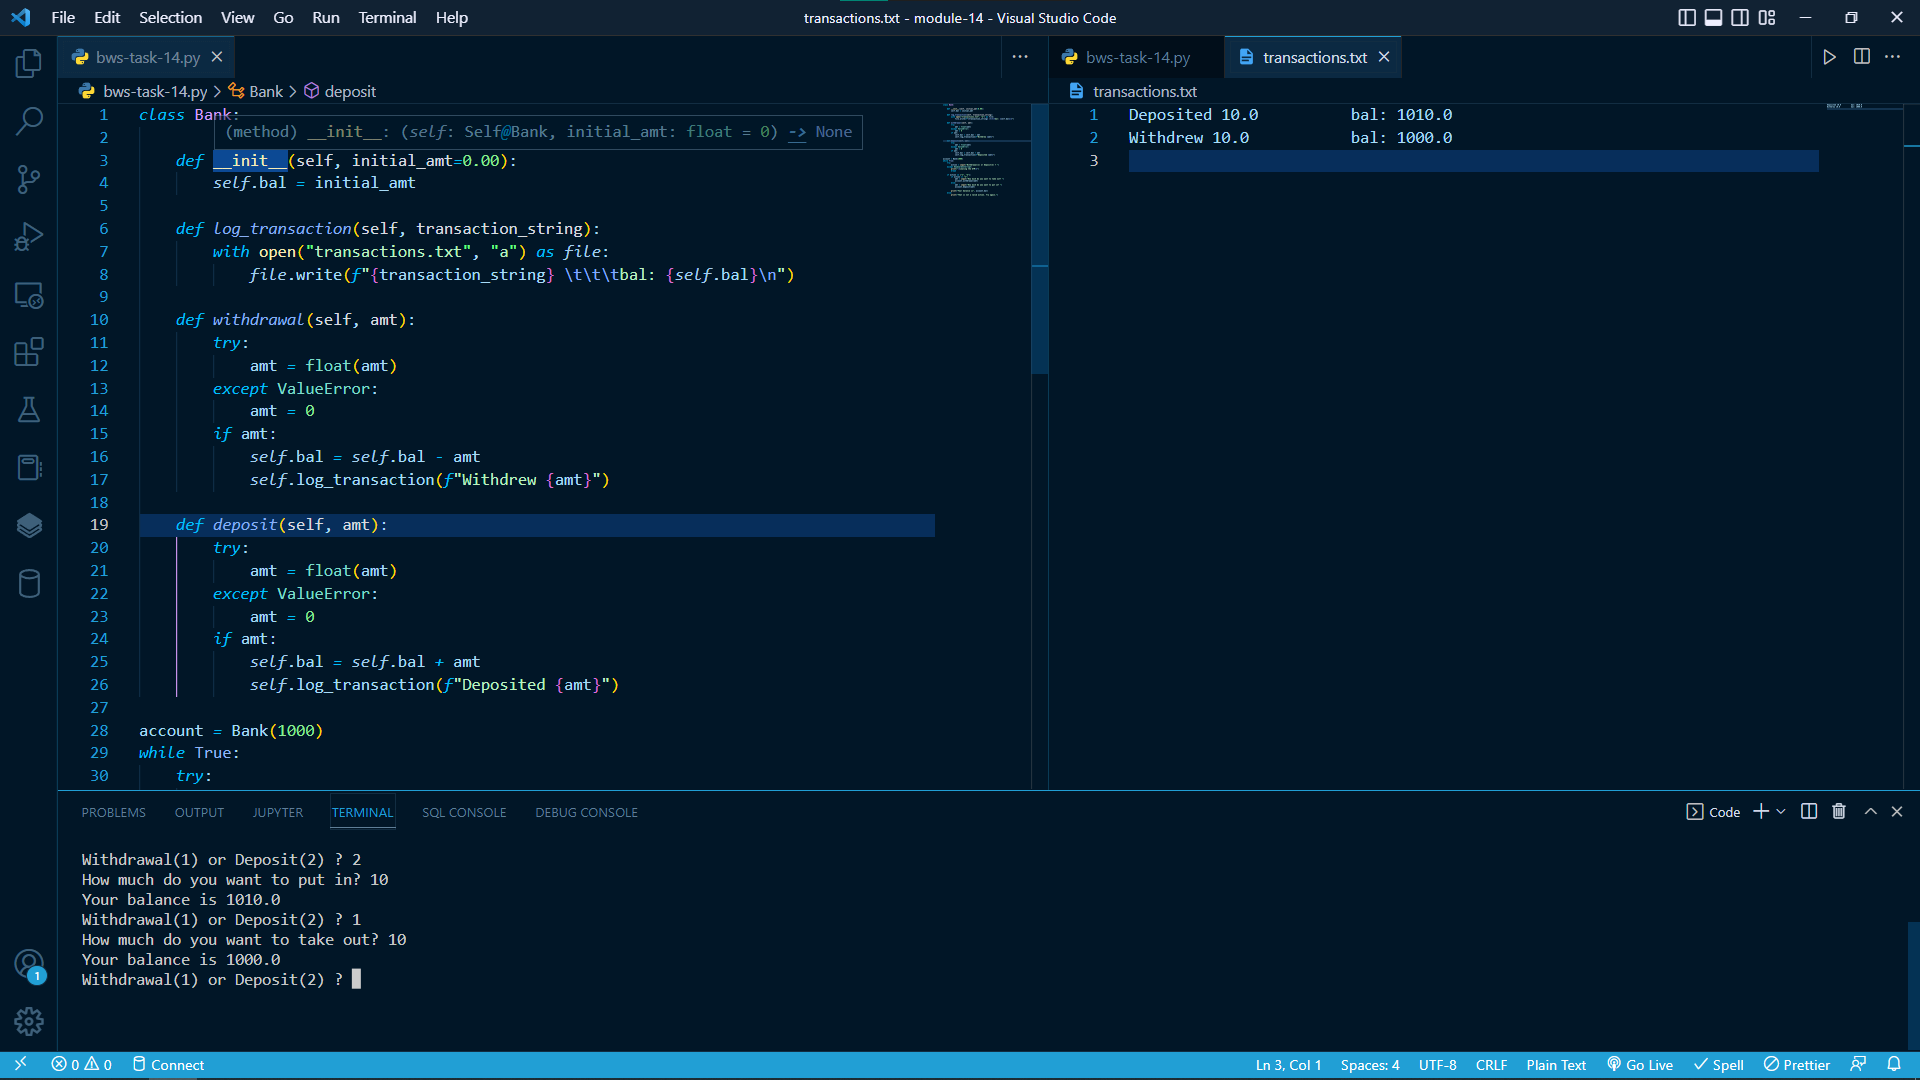 File Edit Selection View Go Run Terminal Help
transactions.txt - module-14 - Visual Studio Code
bws-task-14.py
bws-task-14.py > Bank > deposit
1 class Bank:
(method) __init__: (self: Self@Bank, initial_amt: float = 0) -> None
2
3 def __init__(self, initial_amt=0.00):
4 self.bal = initial_amt
5
6 def log_transaction(self, transaction_string):
7 with open("transactions.txt", "a") as file:
8 file.write(f"{transaction_string} \t\t\tbal: {self.bal}\n")
9
10 def withdrawal(self, amt):
11 try:
12 amt = float(amt)
13 except ValueError:
14 amt = 0
15 if amt:
16 self.bal = self.bal - amt
17 self.log_transaction(f"Withdrew {amt}")
18
19 def deposit(self, amt):
20 try:
21 amt = float(amt)
22 except ValueError:
23 amt = 0
24 if amt:
25 self.bal = self.bal + amt
26 self.log_transaction(f"Deposited {amt}")
27
28 account = Bank(1000)
29 while True:
30 try:
bws-task-14.py transactions.txt
transactions.txt
1 Deposited 10.0 bal: 1010.0
2 Withdrew 10.0 bal: 1000.0
3
PROBLEMS OUTPUT JUPYTER TERMINAL SQL CONSOLE DEBUG CONSOLE
Code
Withdrawal(1) or Deposit(2) ? 2
How much do you want to put in? 10
Your balance is 1010.0
Withdrawal(1) or Deposit(2) ? 1
How much do you want to take out? 10
Your balance is 1000.0
Withdrawal(1) or Deposit(2) ?
1
0 0 Connect
Ln 3, Col 1 Spaces: 4 UTF-8 CRLF Plain Text Go Live Spell Prettier